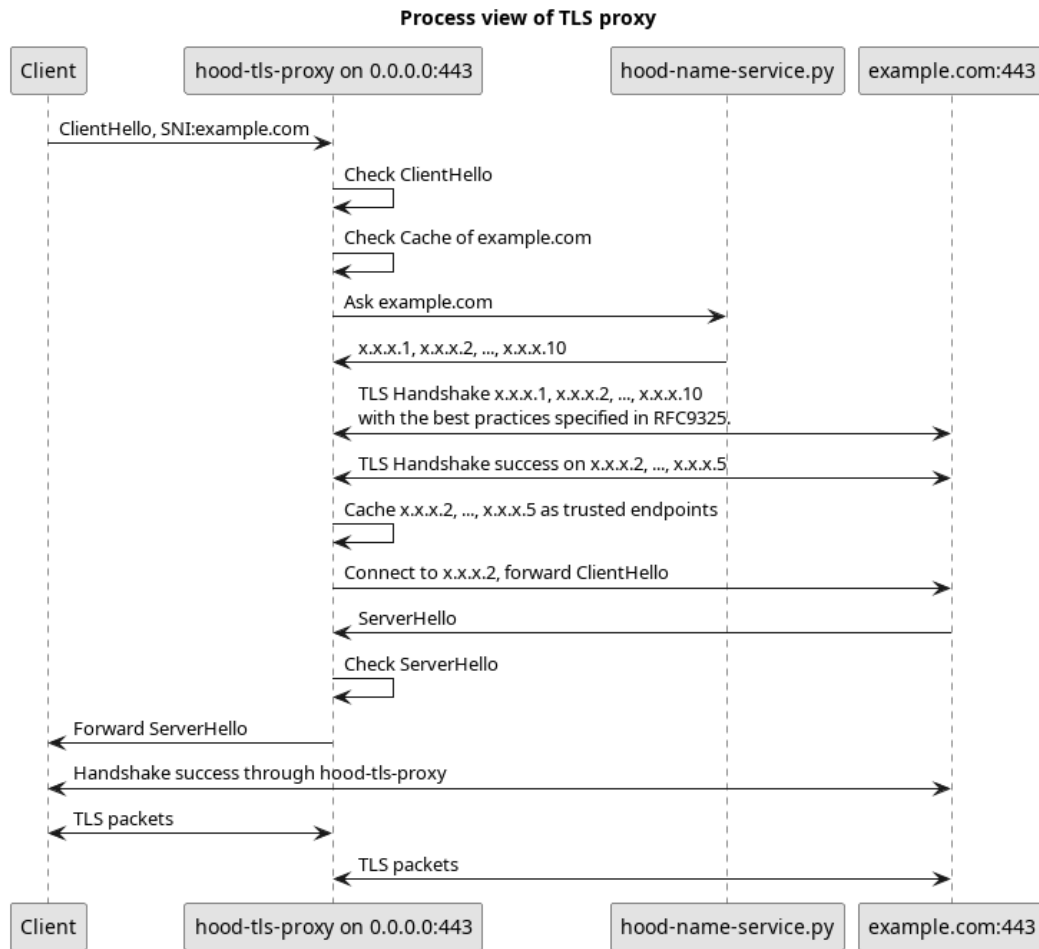 Process view of TLS proxy
Client
hood-tls-proxy on 0.0.0.0:443
hood-name-service.py
example.com:443
ClientHello, SNI:example.com
Check ClientHello
Check Cache of example.com
Ask example.com
x.x.x.1, x.x.x.2, ..., x.x.x.10
TLS Handshake x.x.x.1, x.x.x.2, ..., x.x.x.10
with the best practices specified in RFC9325.
TLS Handshake success on x.x.x.2, ..., x.x.x.5
Cache x.x.x.2, ..., x.x.x.5 as trusted endpoints
Connect to x.x.x.2, forward ClientHello
ServerHello
Check ServerHello
Forward ServerHello
Handshake success through hood-tls-proxy
TLS packets
TLS packets
Client
hood-tls-proxy on 0.0.0.0:443
hood-name-service.py
example.com:443